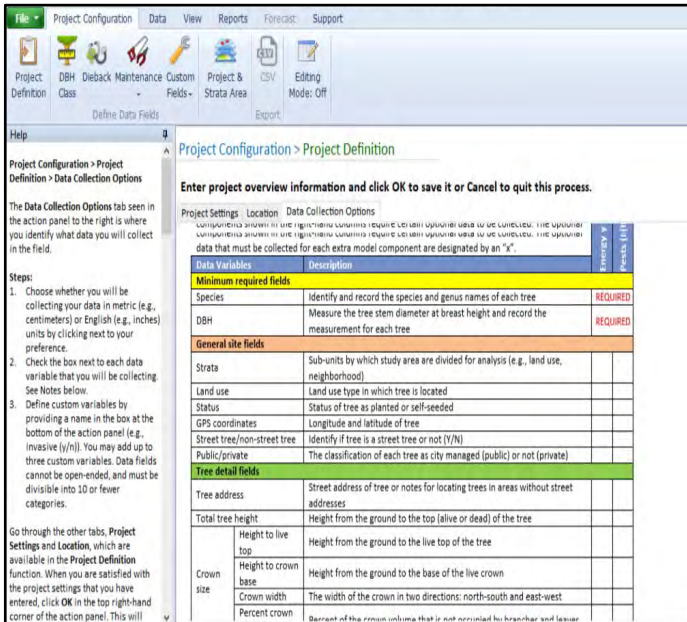 File Project Configuration Data View Reports Forecast Support
Project Definition
DBH Class
Dieback
Maintenance
Custom Fields
Project & Strata Area
CSV
Editing Mode: Off
Define Data Fields
Export
Help
Project Configuration > Project
Definition > Data Collection Options
The Data Collection Options tab seen in
the action panel to the right is where
you identify what data you will collect
in the field.
Steps:
1. Choose whether you will be
collecting your data in metric (e.g.,
centimeters) or English (e.g., inches)
units by clicking next to your
preference.
2. Check the box next to each data
variable that you will be collecting.
See Notes below.
3. Define custom variables by
providing a name in the box at the
bottom of the action panel (e.g.,
invasive (y/n)). You may add up to
three custom variables. Data fields
cannot be open-ended, and must be
divisible into 10 or fewer
categories.
Go through the other tabs, Project
Settings and Location, which are
available in the Project Definition
function. When you are satisfied with
the project settings that you have
entered, click OK in the top right-hand
corner of the action panel. This will
Project Configuration > Project Definition
Enter project overview information and click OK to save it or Cancel to quit this process.
Project Settings Location Data Collection Options
components shown in the right-hand columns require certain optional data to be collected. The optional
data that must be collected for each extra model component are designated by an "x".
Energy
Pests
Data Variables Description
Minimum required fields
Species Identify and record the species and genus names of each tree REQUIRED
DBH Measure the tree stem diameter at breast height and record the
measurement for each tree REQUIRED
General site fields
Strata Sub-units by which study area are divided for analysis (e.g., land use,
neighborhood)
Land use Land use type in which tree is located
Status Status of tree as planted or self-seeded
GPS coordinates Longitude and latitude of tree
Street tree/non-street tree Identify if tree is a street tree or not (Y/N)
Public/private The classification of each tree as city managed (public) or not (private)
Tree detail fields
Tree address Street address of tree or notes for locating trees in areas without street
addresses
Total tree height Height from the ground to the top (alive or dead) of the tree
Crown size
Height to live top Height from the ground to the live top of the tree
Height to crown base Height from the ground to the base of the live crown
Crown width The width of the crown in two directions: north-south and east-west
Percent crown Percent of the crown volume that is not occupied by branches and leaves